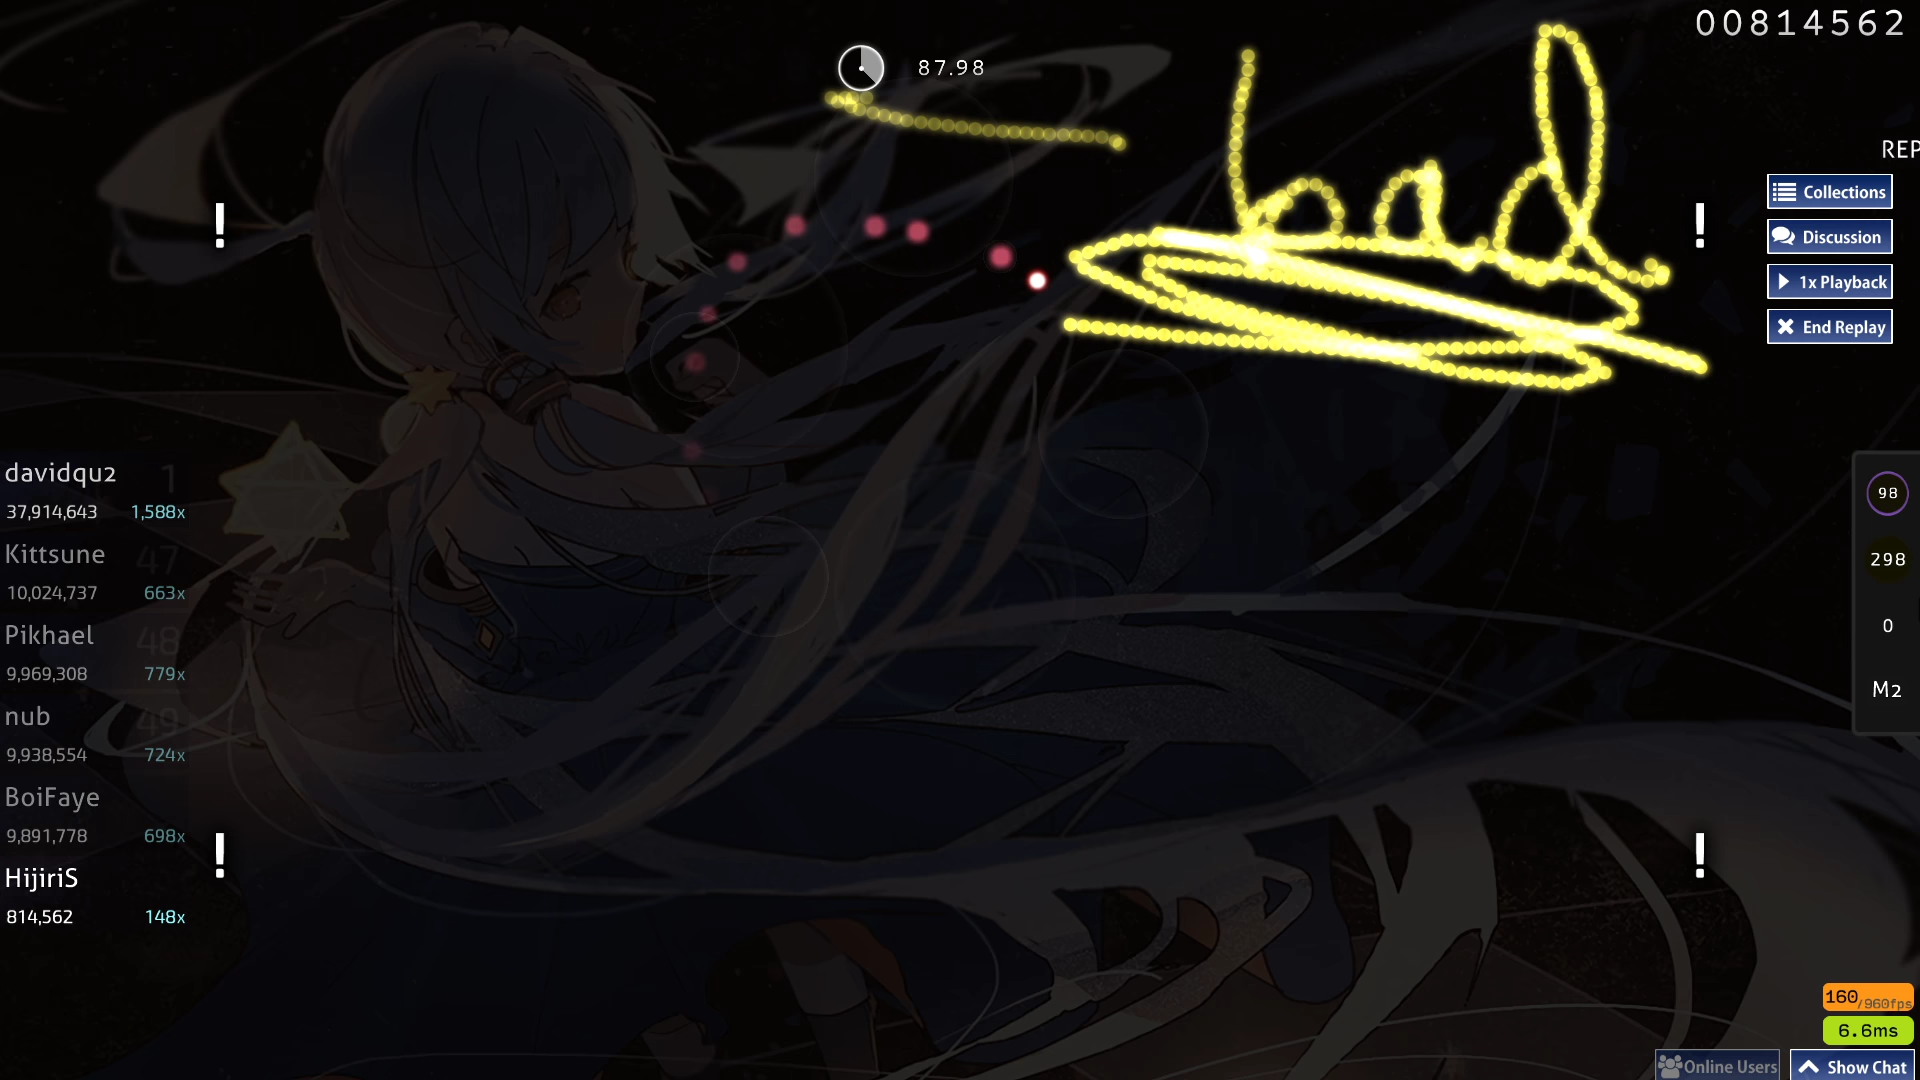 00814562
87.98
bad
REP
Collections
Discussion
1x Playback
End Replay
!
!
davidqu2 1
37,914,643 1,588x
Kittsune 47
10,024,737 663x
Pikhael 48
9,969,308 779x
nub 49
9,938,554 724x
BoiFaye
9,891,778 698x
HijiriS
814,562 148x
!
!
98
298
0
M2
160/960fps
6.6ms
Online Users
Show Chat